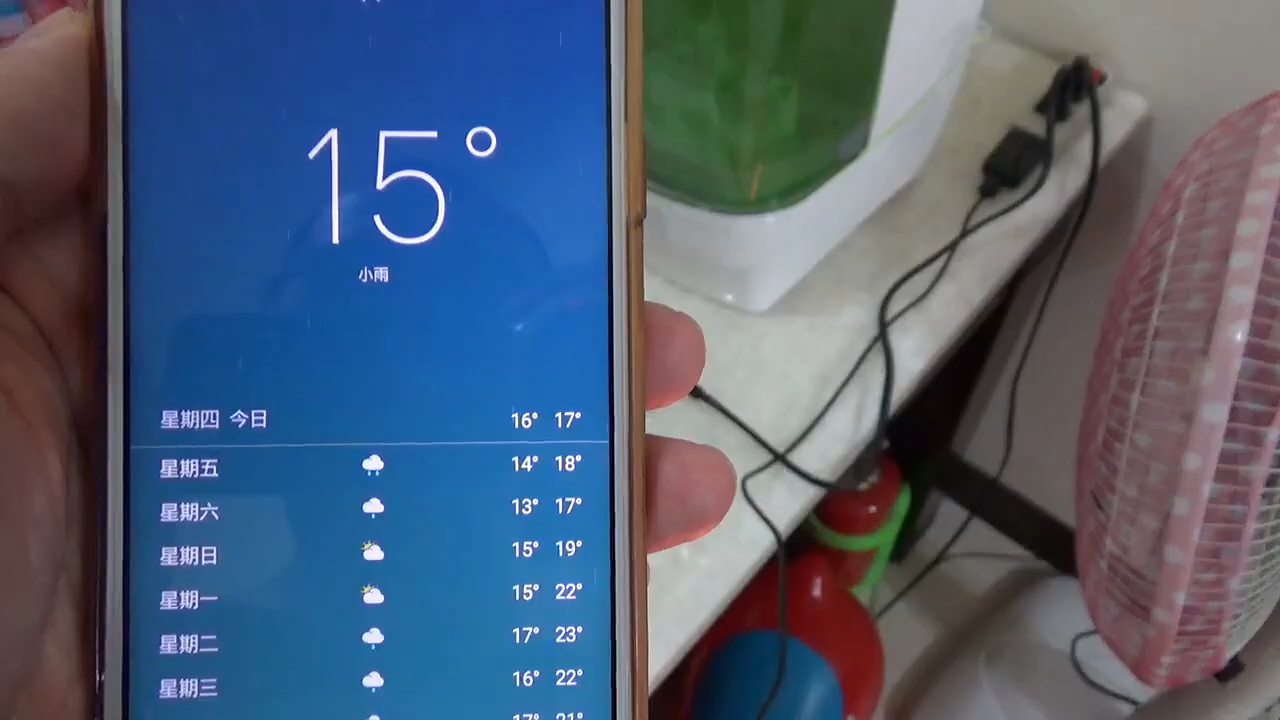 15°
小雨
星期四 今日 16° 17°
星期五 14° 18°
星期六 13° 17°
星期日 15° 19°
星期一 15° 22°
星期二 17° 23°
星期三 16° 22°
17° 21°